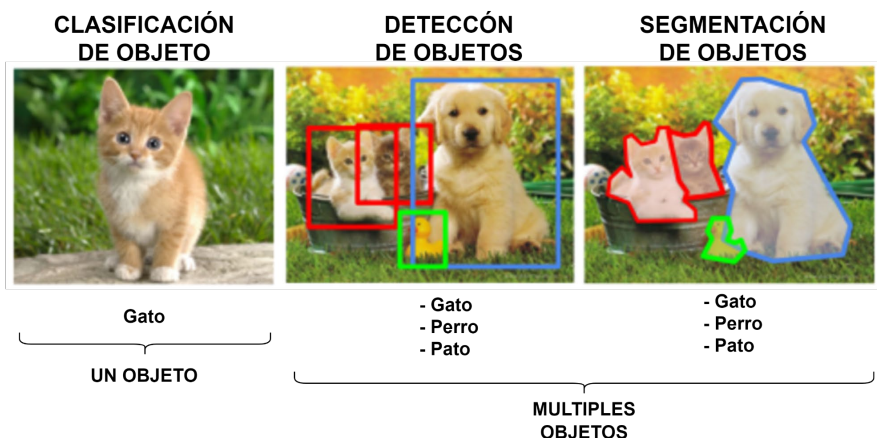 CLASIFICACIÓN
DE OBJETO
DETECCÓN
DE OBJETOS
SEGMENTACIÓN
DE OBJETOS
Gato
UN OBJETO
- Gato
- Perro
- Pato
- Gato
- Perro
- Pato
MULTIPLES
OBJETOS